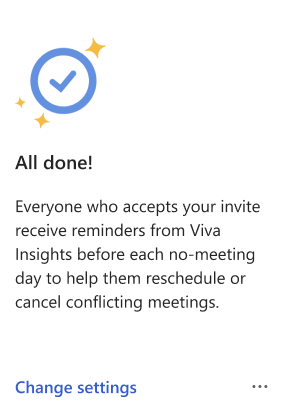 All done!
Everyone who accepts your invite
receive reminders from Viva
Insights before each no-meeting
day to help them reschedule or
cancel conflicting meetings.
Change settings
...